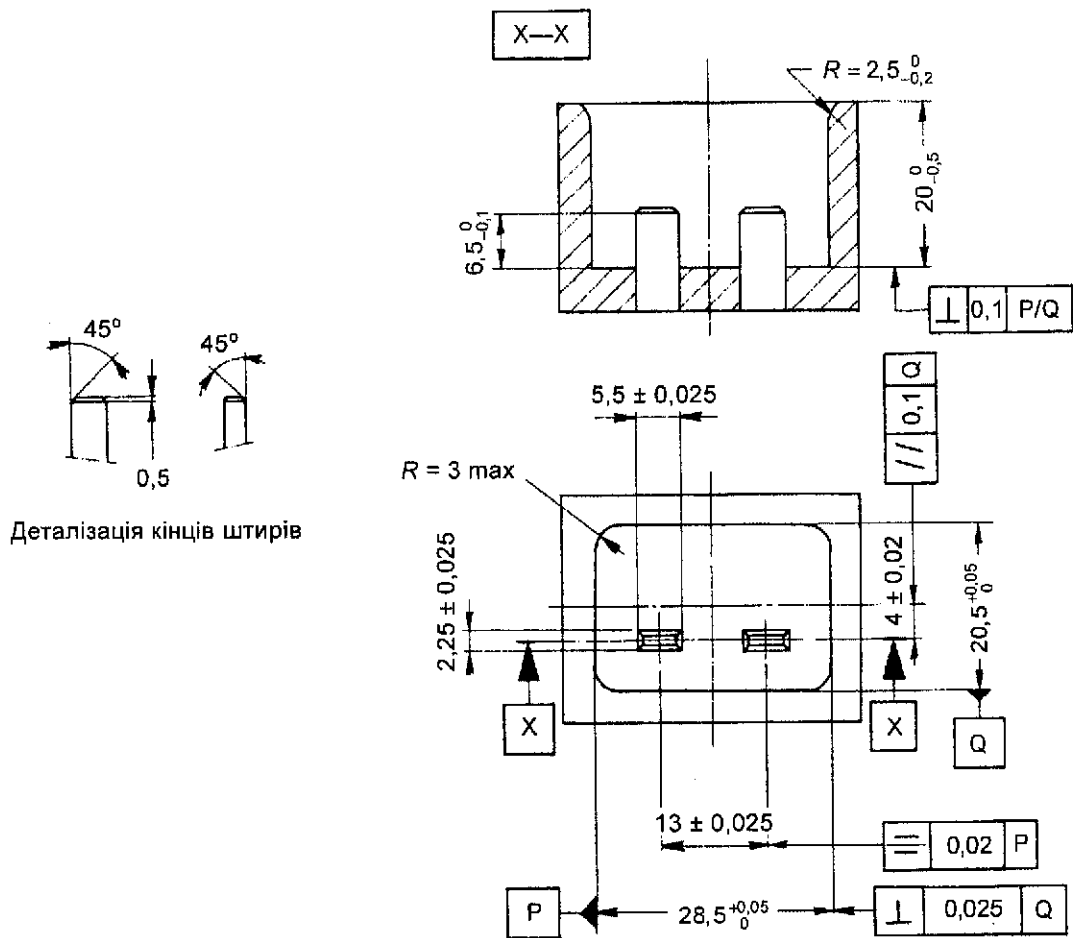 X—X
R = 2,5 0 −0,2
20 0 −0,5
6,5 0 −0,1
⊥ 0,1 P/Q
45° 45°
0,5
Деталізація кінців штирів
5,5 ± 0,025
// 0,1 Q
R = 3 max
2,25 ± 0,025
4 ± 0,02
20,5 +0,05 0
X X
Q
13 ± 0,025
0,02 P
P
28,5 +0,05 0
⊥ 0,025 Q